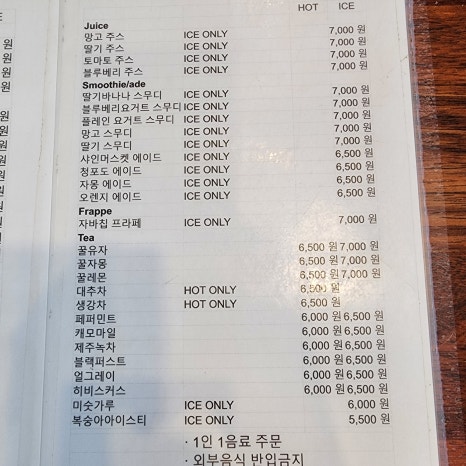 HOT ICE
Juice
망고 주스 ICE ONLY 7,000 원
딸기 주스 ICE ONLY 7,000 원
토마토 주스 ICE ONLY 7,000 원
블루베리 주스 ICE ONLY 7,000 원
Smoothie/ade
딸기바나나 스무디 ICE ONLY 7,000 원
블루베리요거트 스무디 ICE ONLY 7,000 원
플레인 요거트 스무디 ICE ONLY 7,000 원
망고 스무디 ICE ONLY 7,000 원
딸기 스무디 ICE ONLY 7,000 원
샤인머스켓 에이드 ICE ONLY 6,500 원
청포도 에이드 ICE ONLY 6,500 원
자몽 에이드 ICE ONLY 6,500 원
오렌지 에이드 ICE ONLY 6,500 원
Frappe
자바칩 프라페 ICE ONLY 7,000 원
Tea
꿀유자 6,500 원 7,000 원
꿀자몽 6,500 원 7,000 원
꿀레몬 6,500 원 7,000 원
대추차 HOT ONLY 6,500 원
생강차 HOT ONLY 6,500 원
페퍼민트 6,000 원 6,500 원
캐모마일 6,000 원 6,500 원
제주녹차 6,000 원 6,500 원
블랙퍼스트 6,000 원 6,500 원
얼그레이 6,000 원 6,500 원
히비스커스 6,000 원 6,500 원
미숫가루 ICE ONLY 6,000 원
복숭아아이스티 ICE ONLY 5,500 원
· 1인 1음료 주문
· 외부음식 반입금지